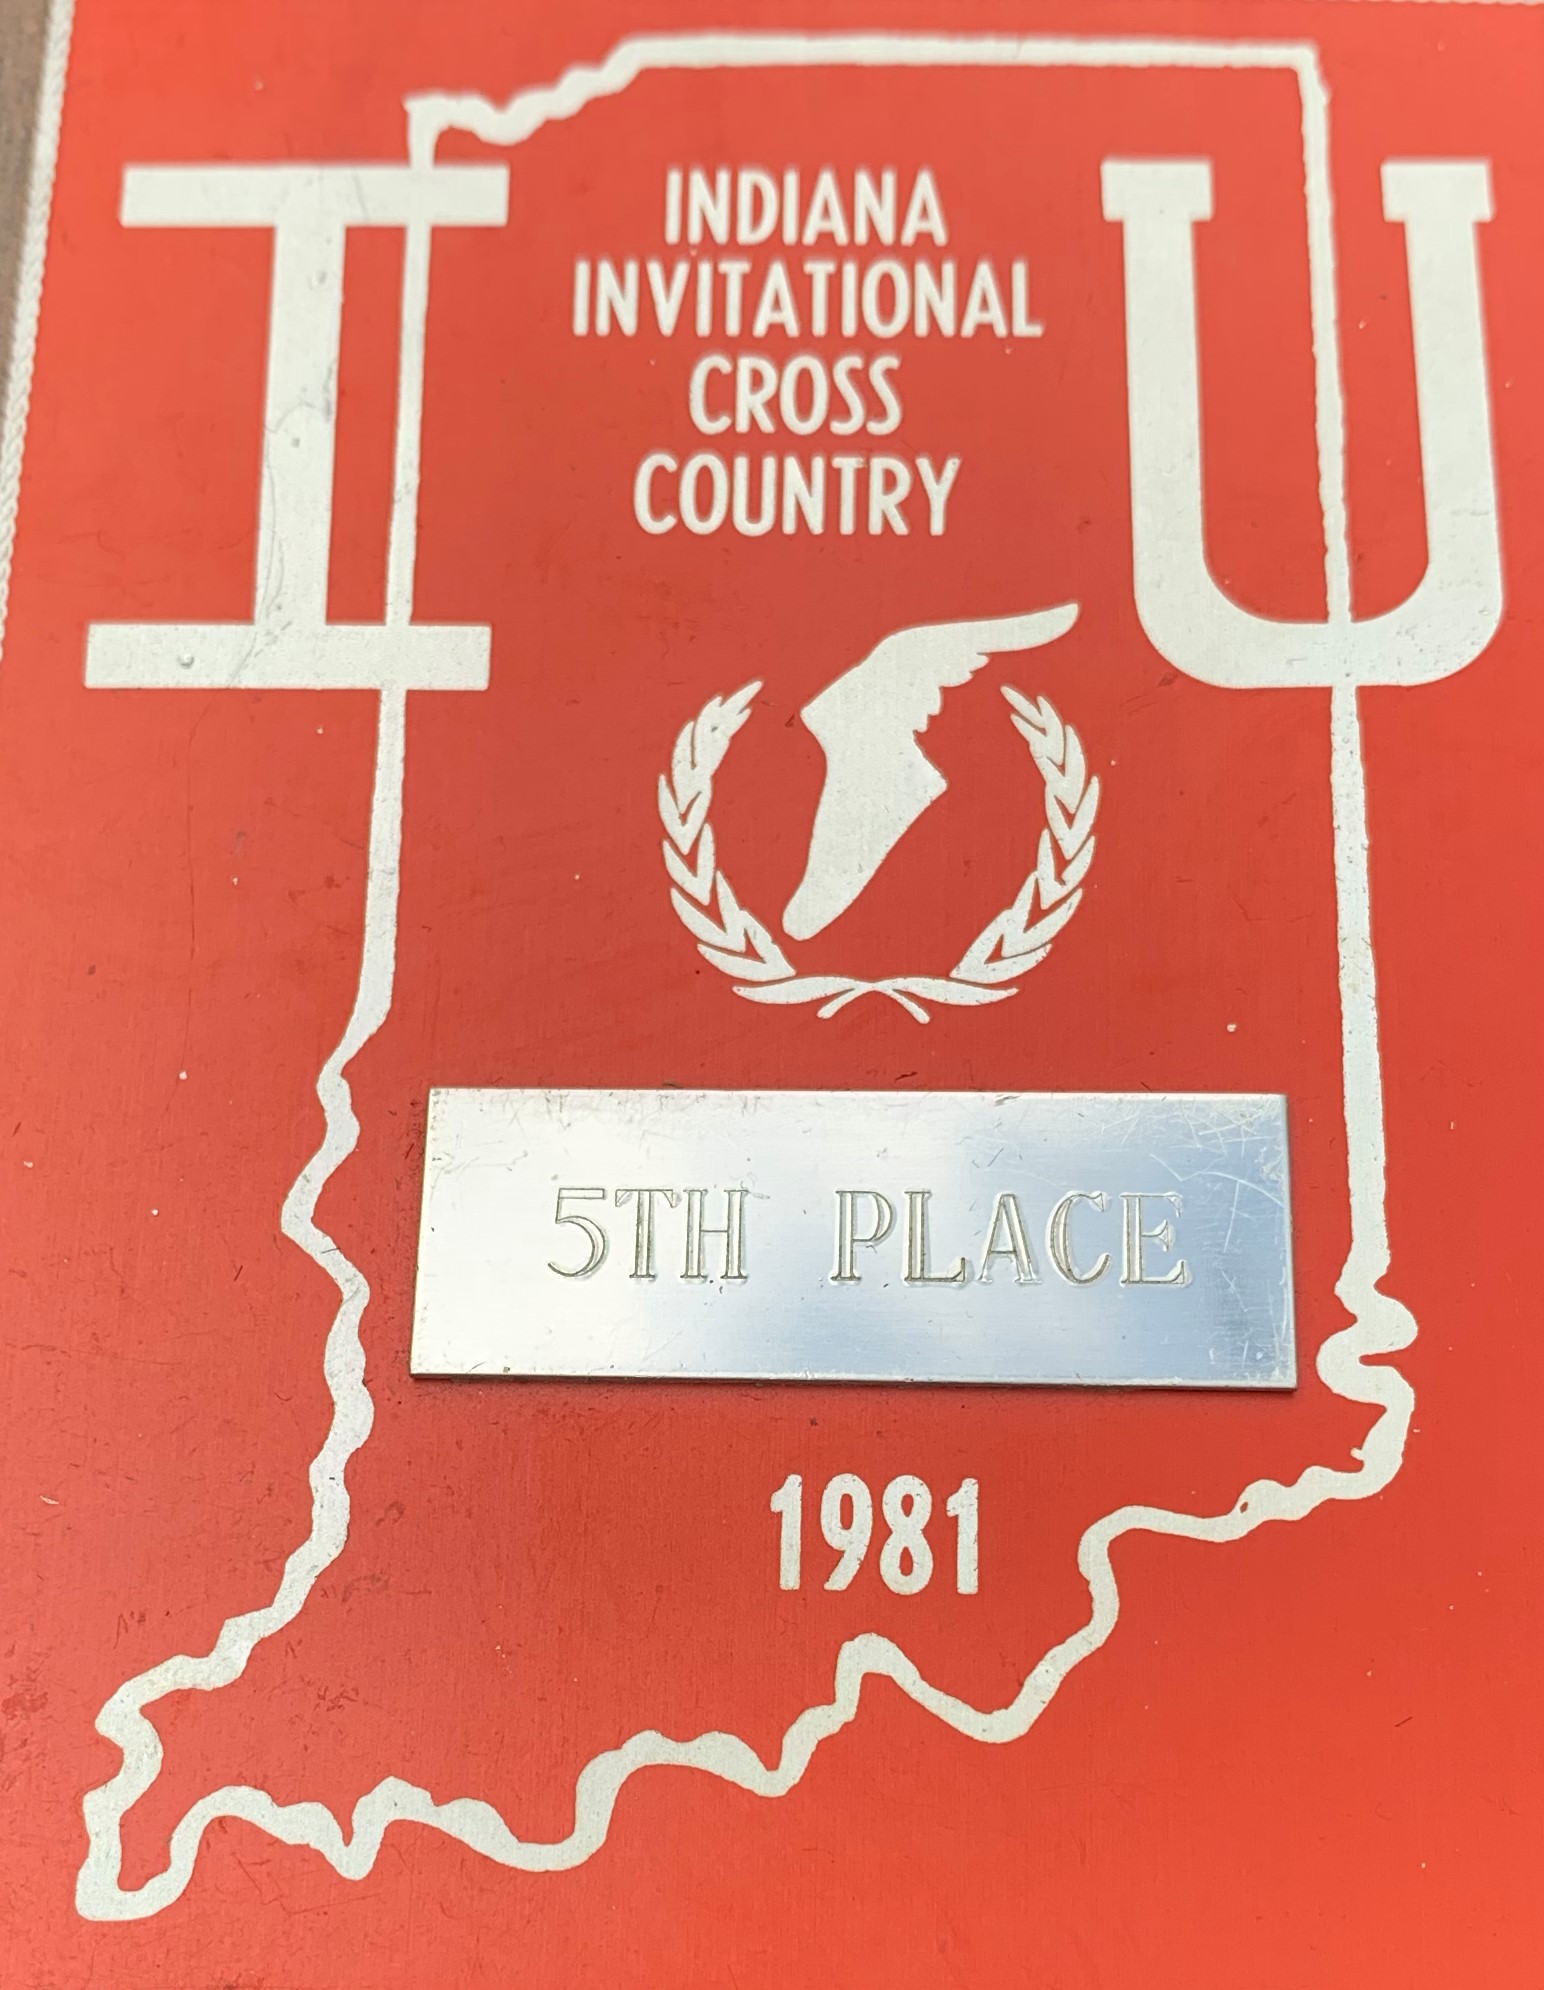 I U
INDIANA
INVITATIONAL
CROSS
COUNTRY
5TH PLACE
1981